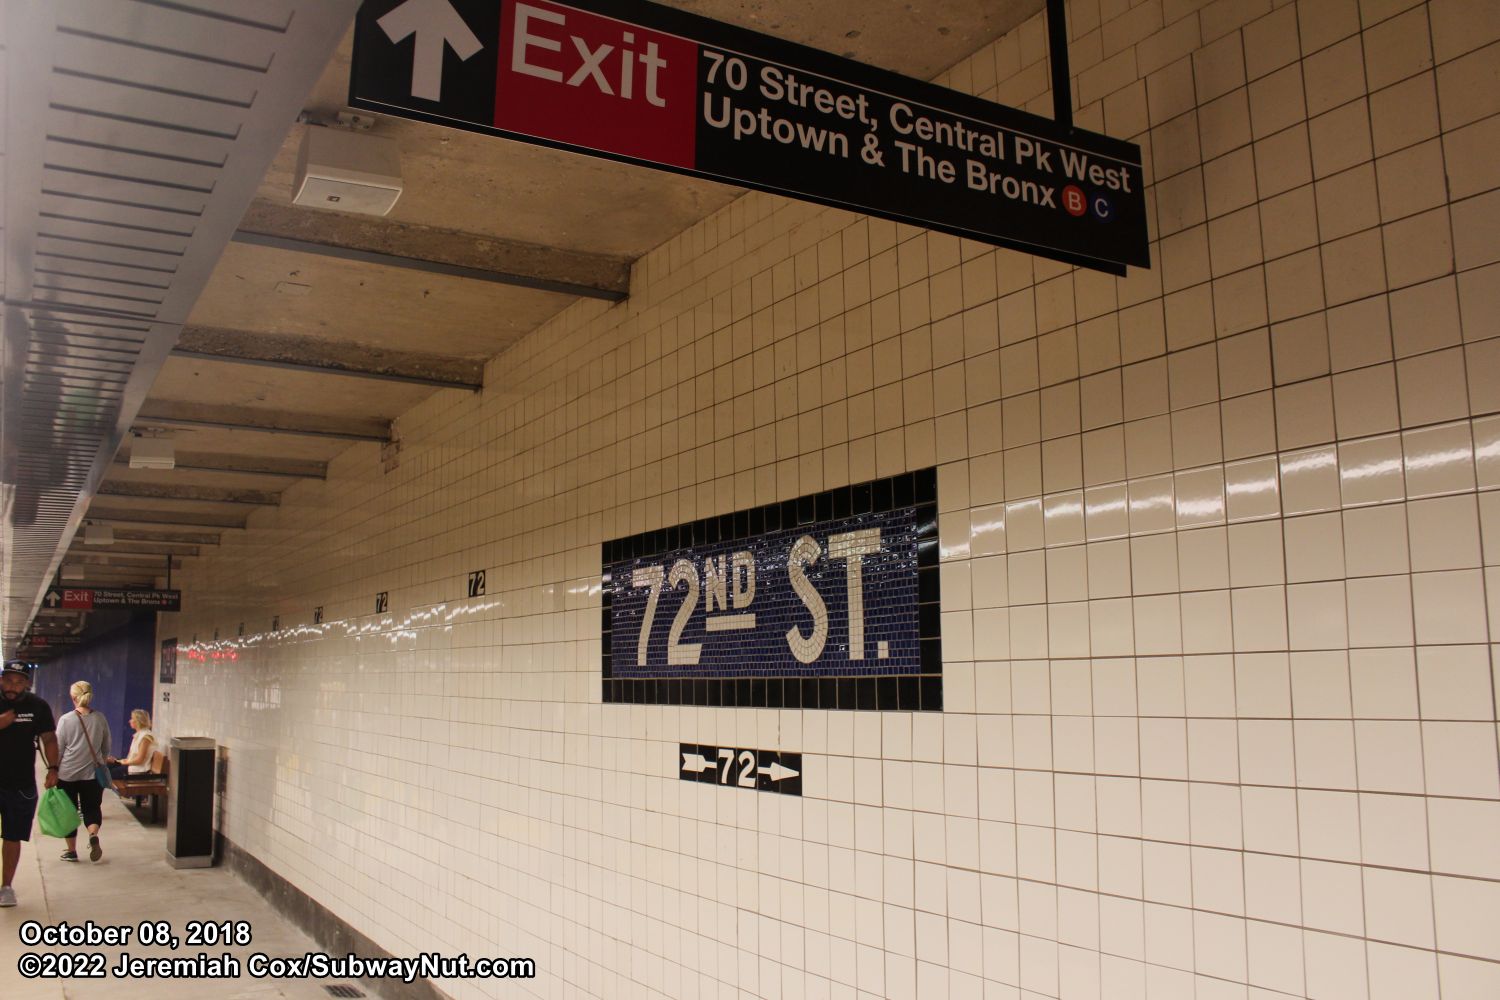 Exit
70 Street, Central Pk West
Uptown & The Bronx B C
72ND ST.
72
72
72
72
Exit
70 Street, Central Pk West
Uptown & The Bronx
October 08, 2018
©2022 Jeremiah Cox/SubwayNut.com